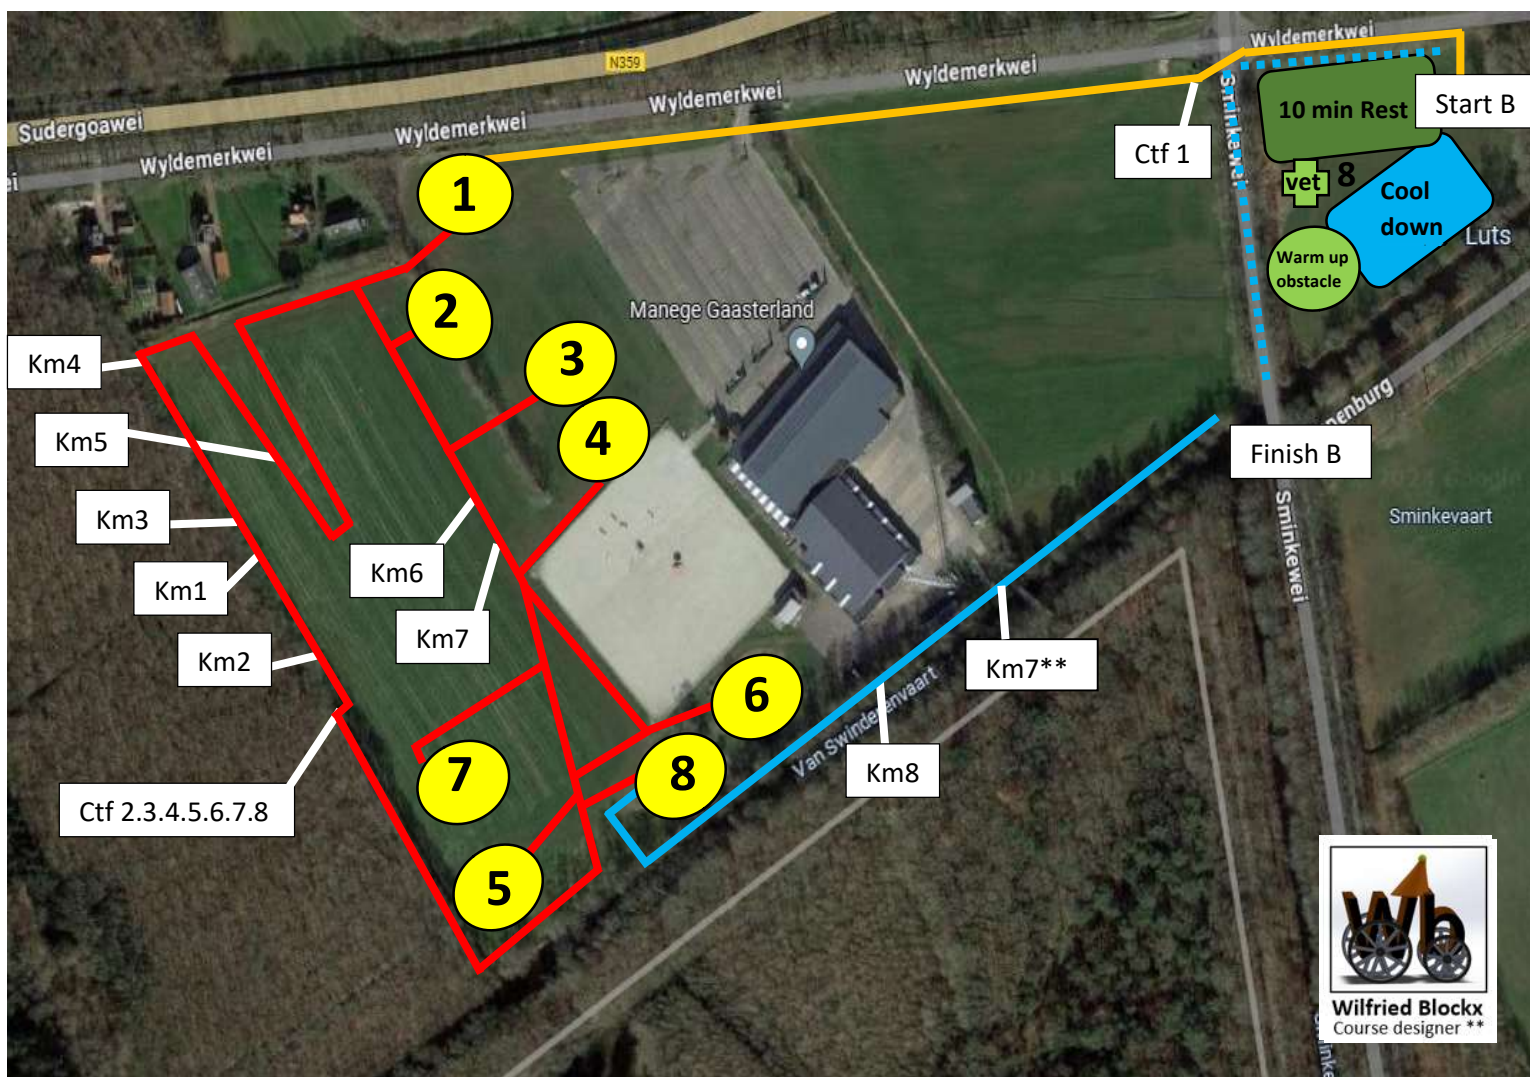 N359
Sudergoawei
Wyldemerkwei
Wyldemerkwei
Wyldemerkwei
Wyldemerkwei
Wyldemerkwei
Sminkewei
10 min Rest
Start B
Ctf 1
vet
8
Cool
down
Luts
Warm up
obstacle
1
2
3
4
Manege Gaasterland
Km4
Km5
Km3
Km1
Km2
Km6
Km7
Finish B
Sminkevaart
Sminkewei
Km7**
Van Swinderenvaart
Km8
6
7
8
5
Ctf 2.3.4.5.6.7.8
Wb
Wilfried Blockx
Course designer **